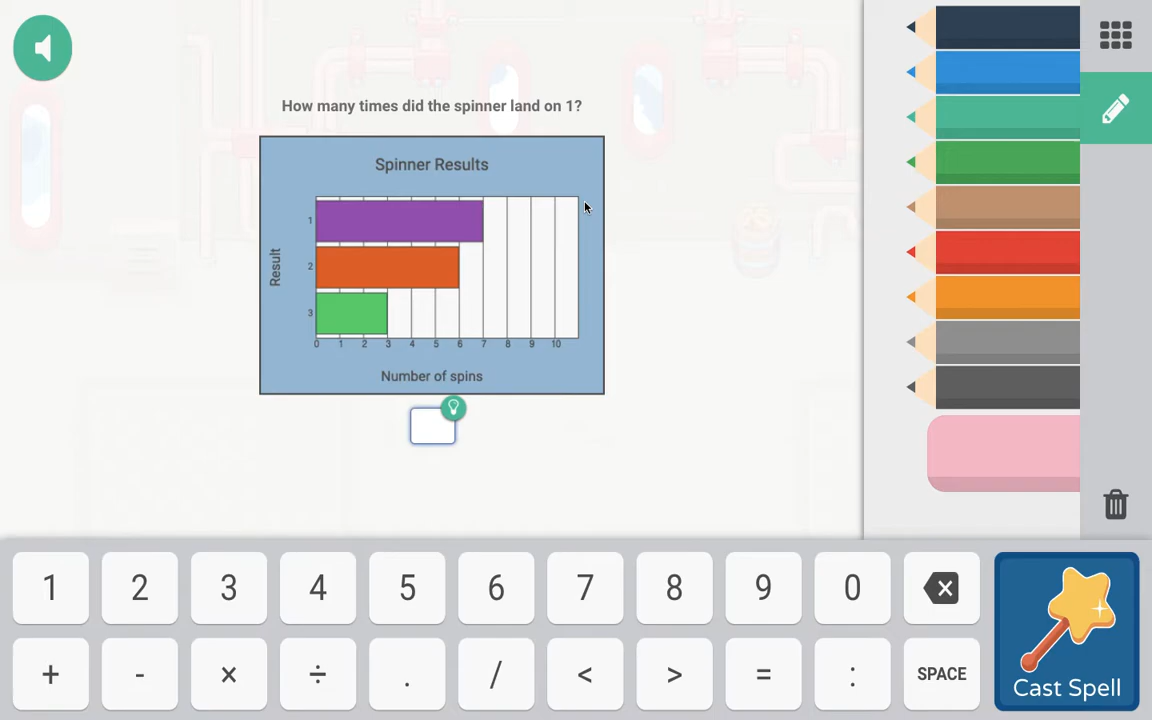 How many times did the spinner land on 1?
Spinner Results
Result
1
2
3
0 1 2 3 4 5 6 7 8 9 10
Number of spins
1 2 3 4 5 6 7 8 9 0
+ - × ÷ . / < > = : SPACE
Cast Spell